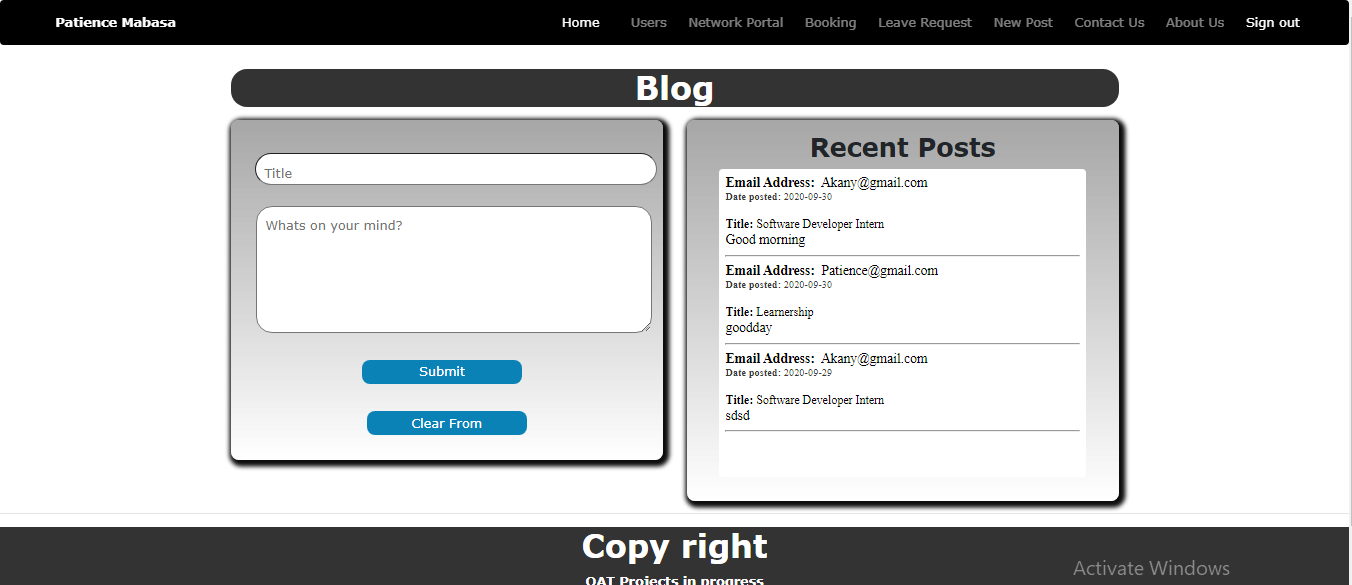 Patience Mabasa Home Users Network Portal Booking Leave Request New Post Contact Us About Us Sign out
Blog
Title
Whats on your mind?
Submit
Clear From
Recent Posts
Email Address: Akany@gmail.com
Date posted: 2020-09-30
Title: Software Developer Intern
Good morning
Email Address: Patience@gmail.com
Date posted: 2020-09-30
Title: Learnership
goodday
Email Address: Akany@gmail.com
Date posted: 2020-09-29
Title: Software Developer Intern
sdsd
Copy right
OAT Projects in progress
Activate Windows